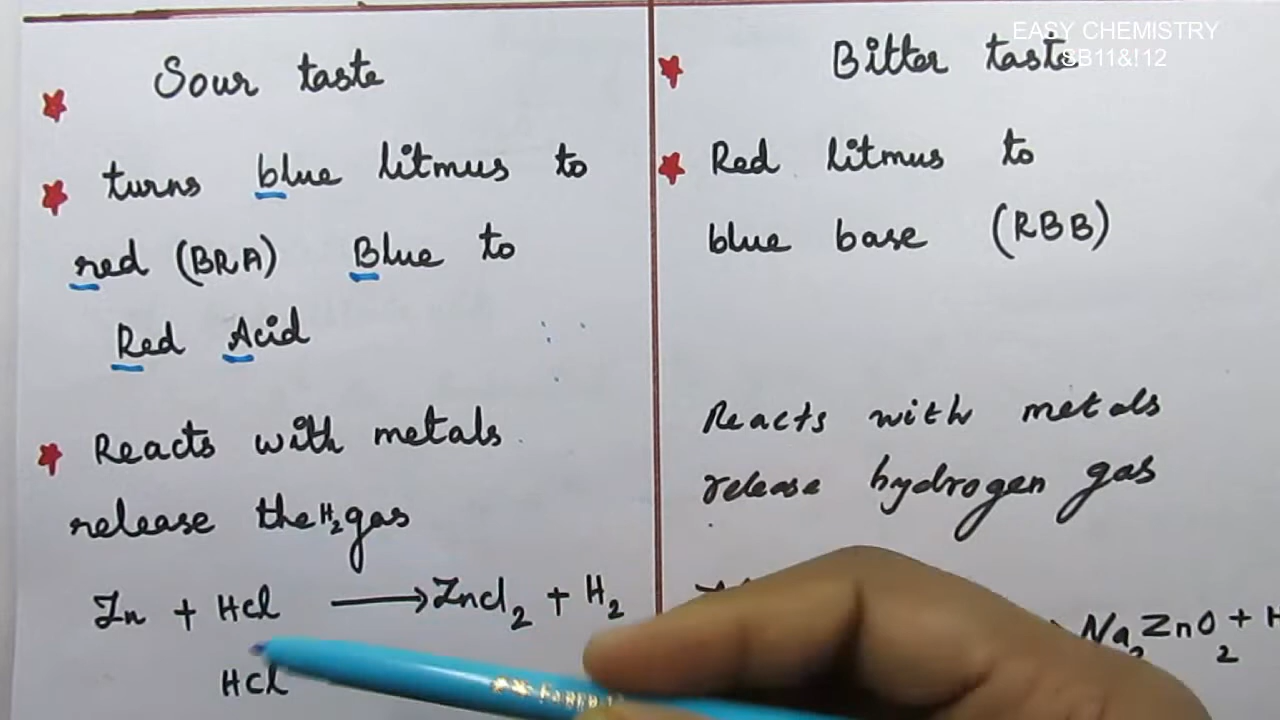 EASY CHEMISTRY
8B11&!12
Sour taste
turns blue litmus to
red (BRA) Blue to
Red Acid
Reacts with metals
release the H₂ gas
Zn + HCl ⟶ ZnCl₂ + H₂
HCl
Bitter taste
Red litmus to
blue base (RBB)
Reacts with metals
release hydrogen gas
Na₂ZnO₂ + H